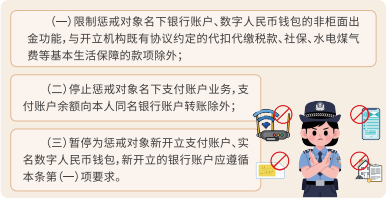 （一）限制惩戒对象名下银行账户、数字人民币钱包的非柜面出
金功能，与开立机构既有协议约定的代扣代缴税款、社保、水电煤气
费等基本生活保障的款项除外；
（二）停止惩戒对象名下支付账户业务，支
付账户余额向本人同名银行账户转账除外；
（三）暂停为惩戒对象新开立支付账户、实
名数字人民币钱包，新开立的银行账户应遵循
本条第（一）项要求。